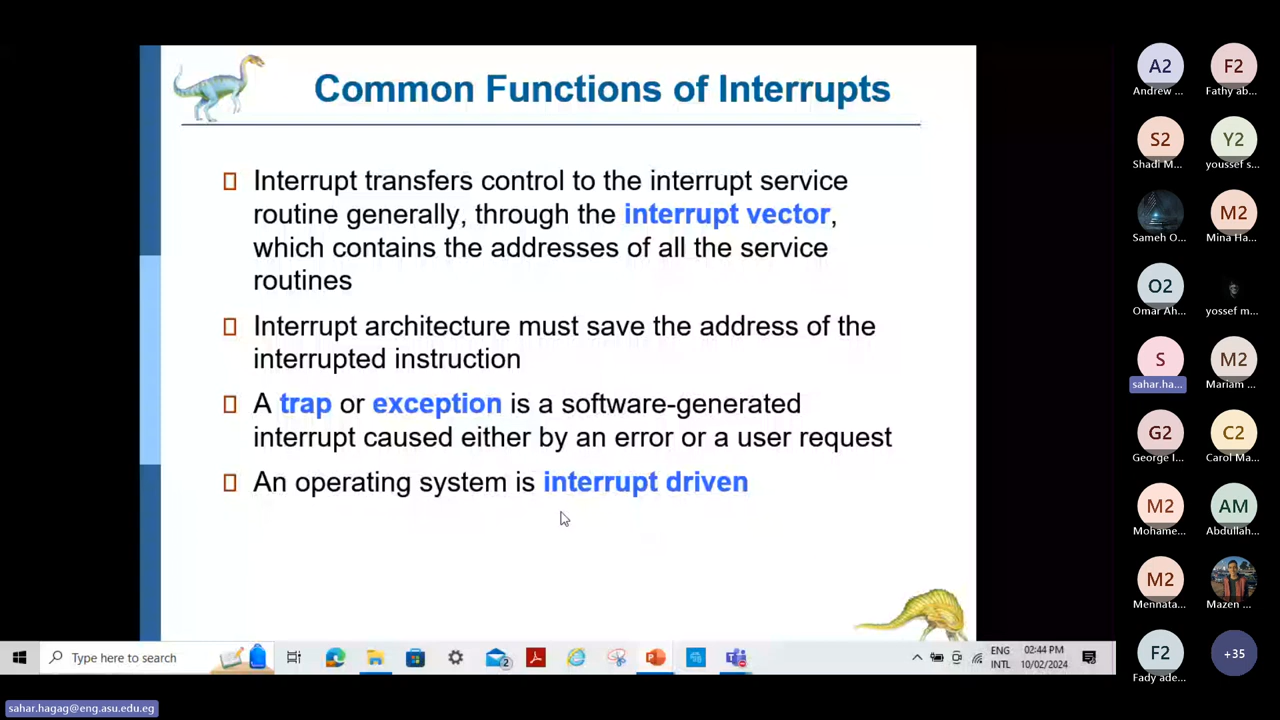 Common Functions of Interrupts
Interrupt transfers control to the interrupt service
routine generally, through the interrupt vector,
which contains the addresses of all the service
routines
Interrupt architecture must save the address of the
interrupted instruction
A trap or exception is a software-generated
interrupt caused either by an error or a user request
An operating system is interrupt driven
A2 F2
Andrew ... Fathy ab...
S2 Y2
Shadi M... youssef s...
M2
Sameh O... Mina Ha...
O2
Omar Ah... yossef m...
S M2
sahar.ha... Mariam ...
G2 C2
George I... Carol Ma...
M2 AM
Mohame... Abdullah...
M2
Mennata... Mazen ...
F2 +35
Fady ade...
Type here to search
2
ENG
INTL
02:44 PM
10/02/2024
sahar.hagag@eng.asu.edu.eg